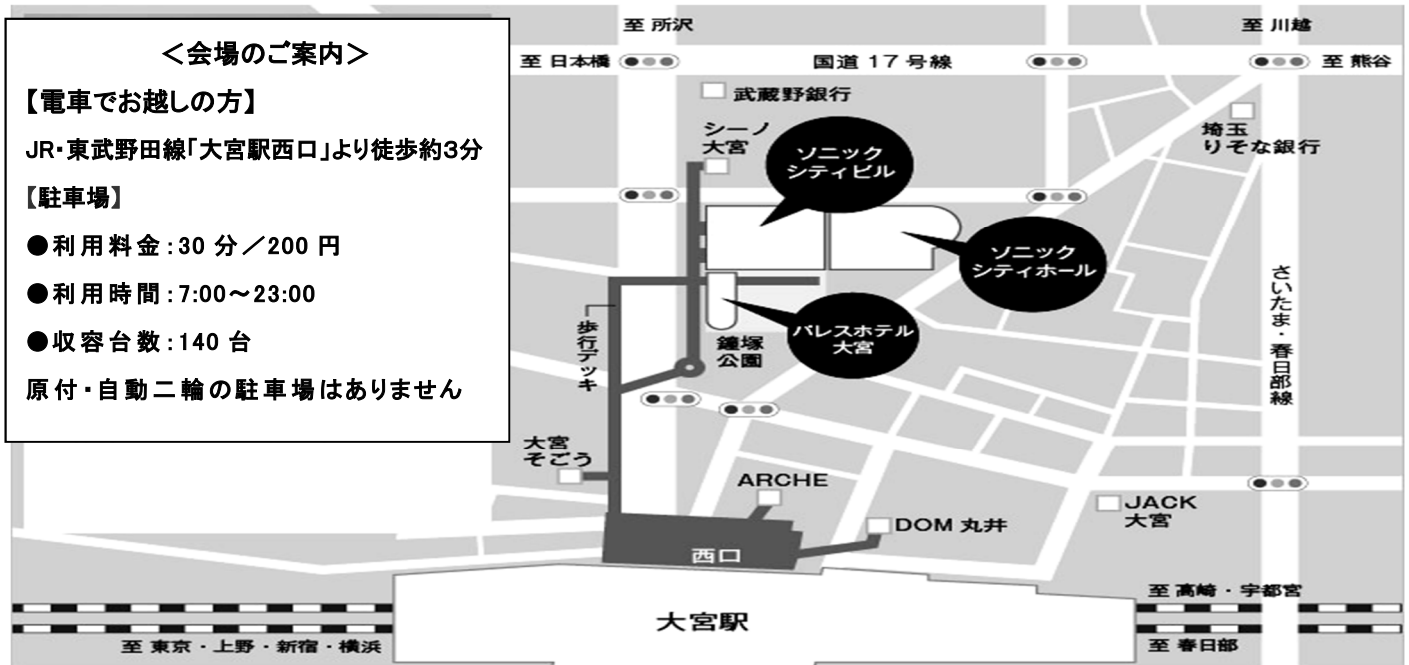 ＜会場のご案内＞
【電車でお越しの方】
JR・東武野田線「大宮駅西口」より徒歩約3分
【駐車場】
●利用料金：30 分／200 円
●利用時間：7:00～23:00
●収容台数：140 台
原付・自動二輪の駐車場はありません
至 所沢
至 川越
至 日本橋
国道 17 号線
至 熊谷
武蔵野銀行
シーノ
大宮
ソニック
シティビル
埼玉
りそな銀行
ソニック
シティホール
さいたま・春日部線
歩行デッキ
鐘塚
公園
パレスホテル
大宮
大宮
そごう
ARCHE
JACK
大宮
DOM 丸井
西口
大宮駅
至 高崎・宇都宮
至 東京・上野・新宿・横浜
至 春日部